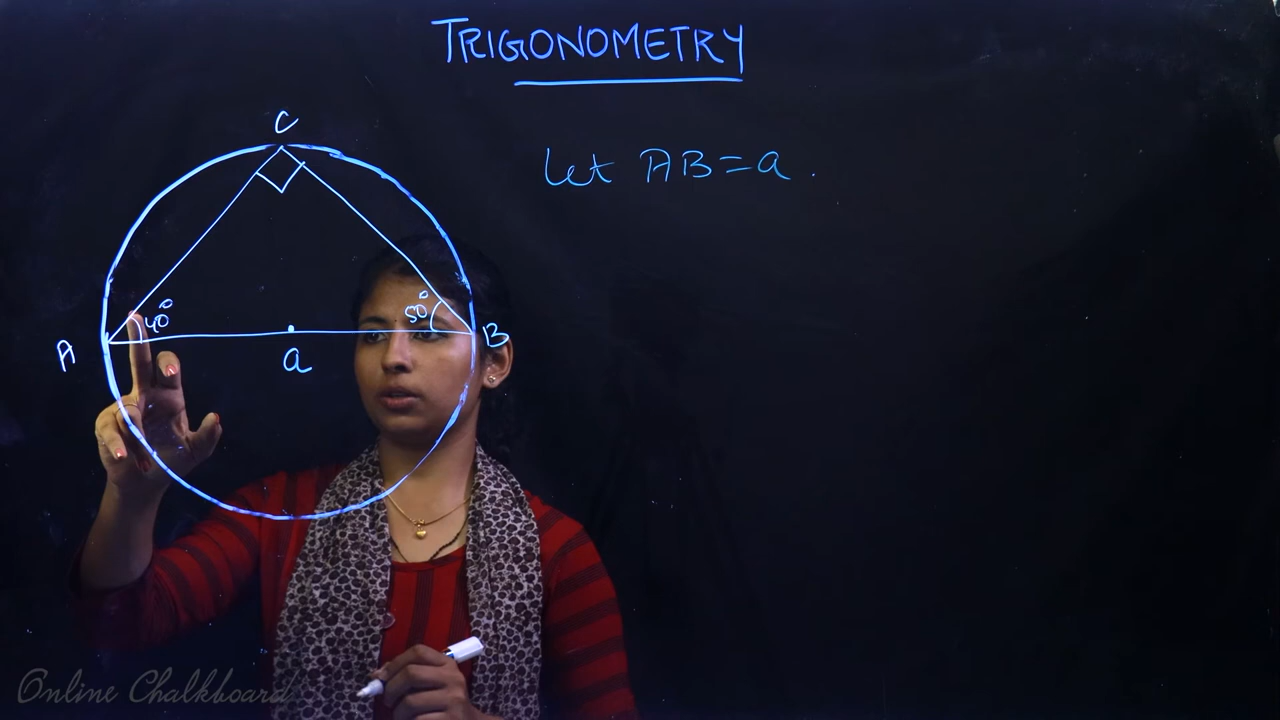 TRIGONOMETRY
C
Let AB = a.
40°
50°
A
B
a
Online Chalkboard